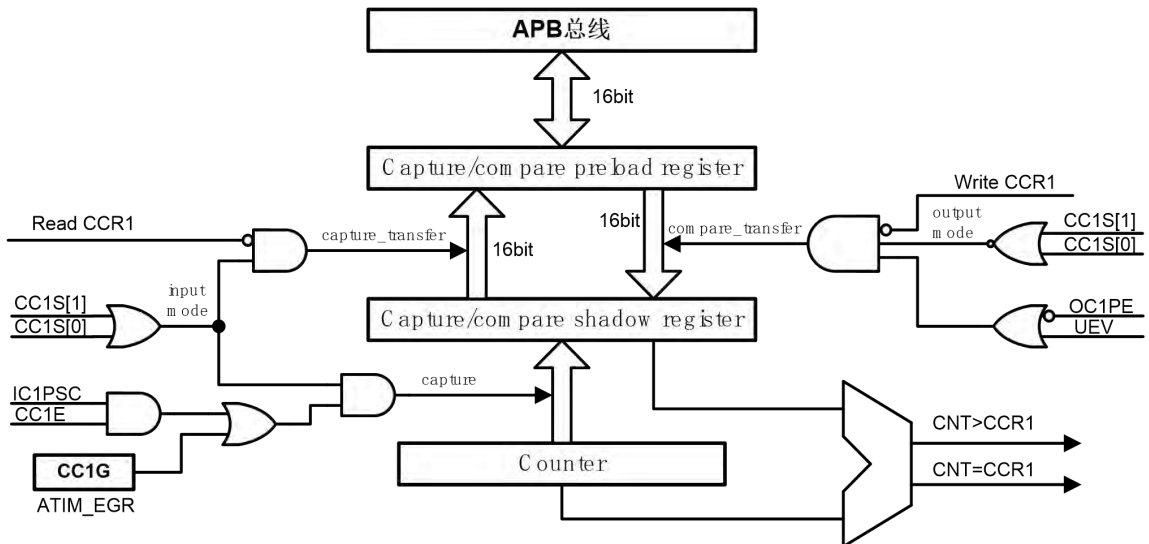 APB总线
16bit
Capture/compare preload register
Write CCR1
Read CCR1
capture_transfer
16bit
16bit
compare_transfer
output
mode
CC1S[1]
CC1S[0]
CC1S[1]
CC1S[0]
input
mode
Capture/compare shadow register
OC1PE
UEV
IC1PSC
CC1E
capture
CC1G
ATIM_EGR
Counter
CNT>CCR1
CNT=CCR1